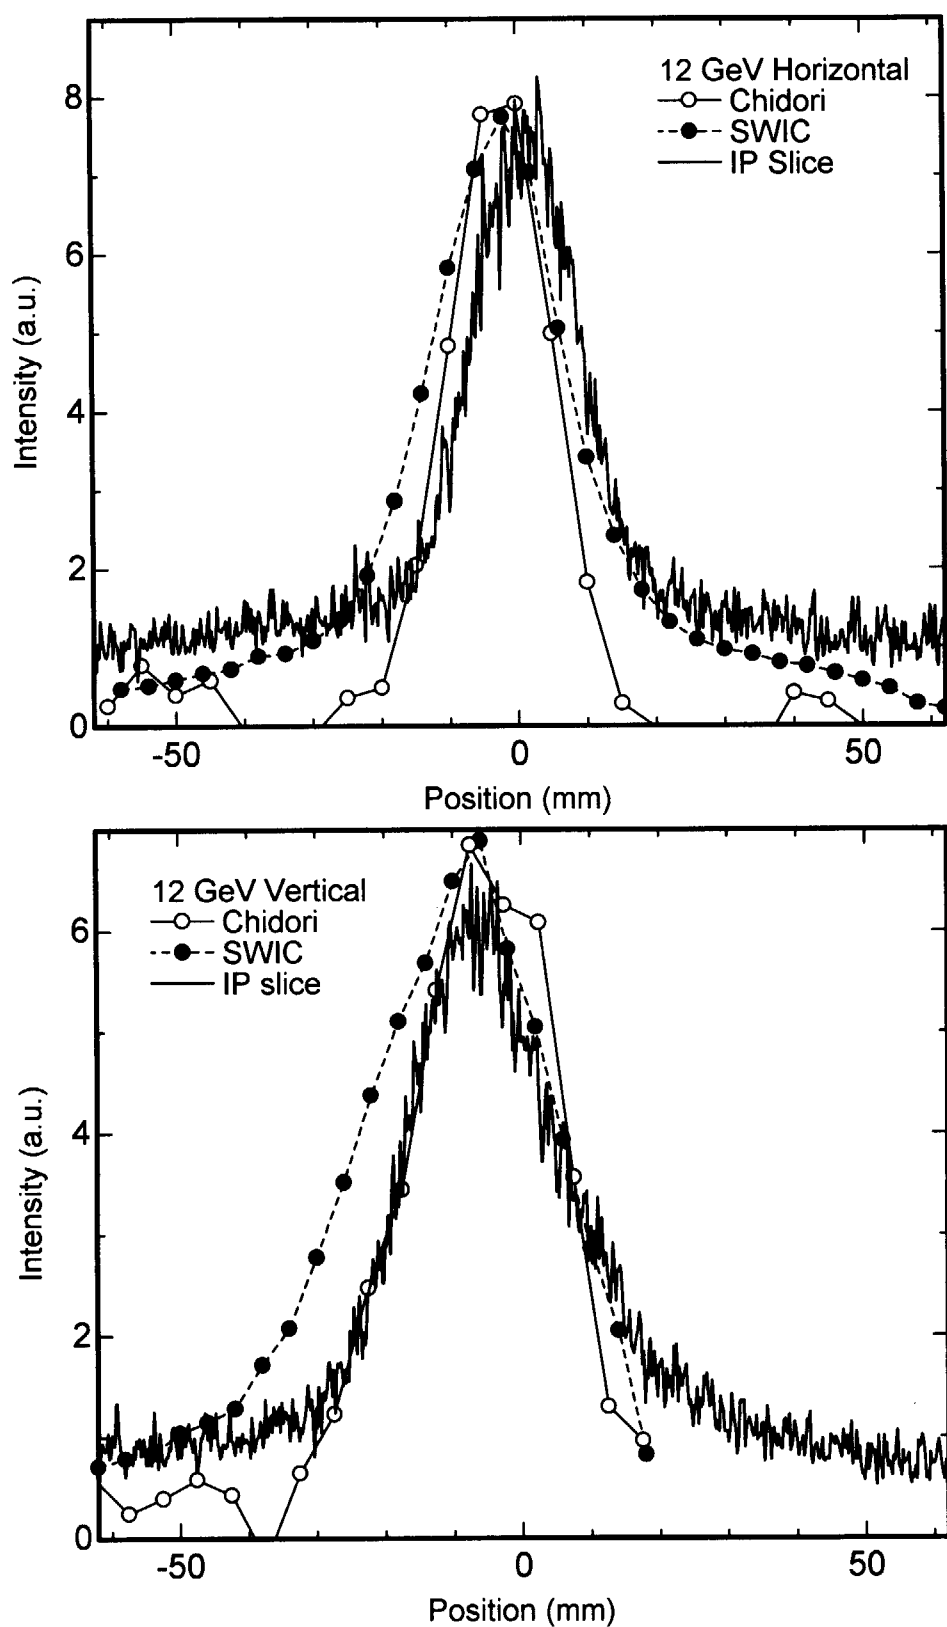 12 GeV Horizontal
Chidori
SWIC
IP Slice
8
6
4
2
0
Intensity (a.u.)
-50
0
50
Position (mm)
12 GeV Vertical
Chidori
SWIC
IP slice
6
4
2
0
Intensity (a.u.)
-50
0
50
Position (mm)